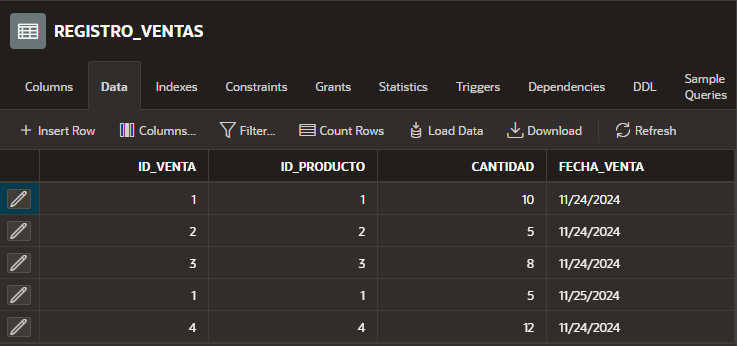 REGISTRO_VENTAS
Columns Data Indexes Constraints Grants Statistics Triggers Dependencies DDL Sample Queries
+ Insert Row Columns... Filter... Count Rows Load Data Download Refresh
ID_VENTA ID_PRODUCTO CANTIDAD FECHA_VENTA
1 1 10 11/24/2024
2 2 5 11/24/2024
3 3 8 11/24/2024
1 1 5 11/25/2024
4 4 12 11/24/2024